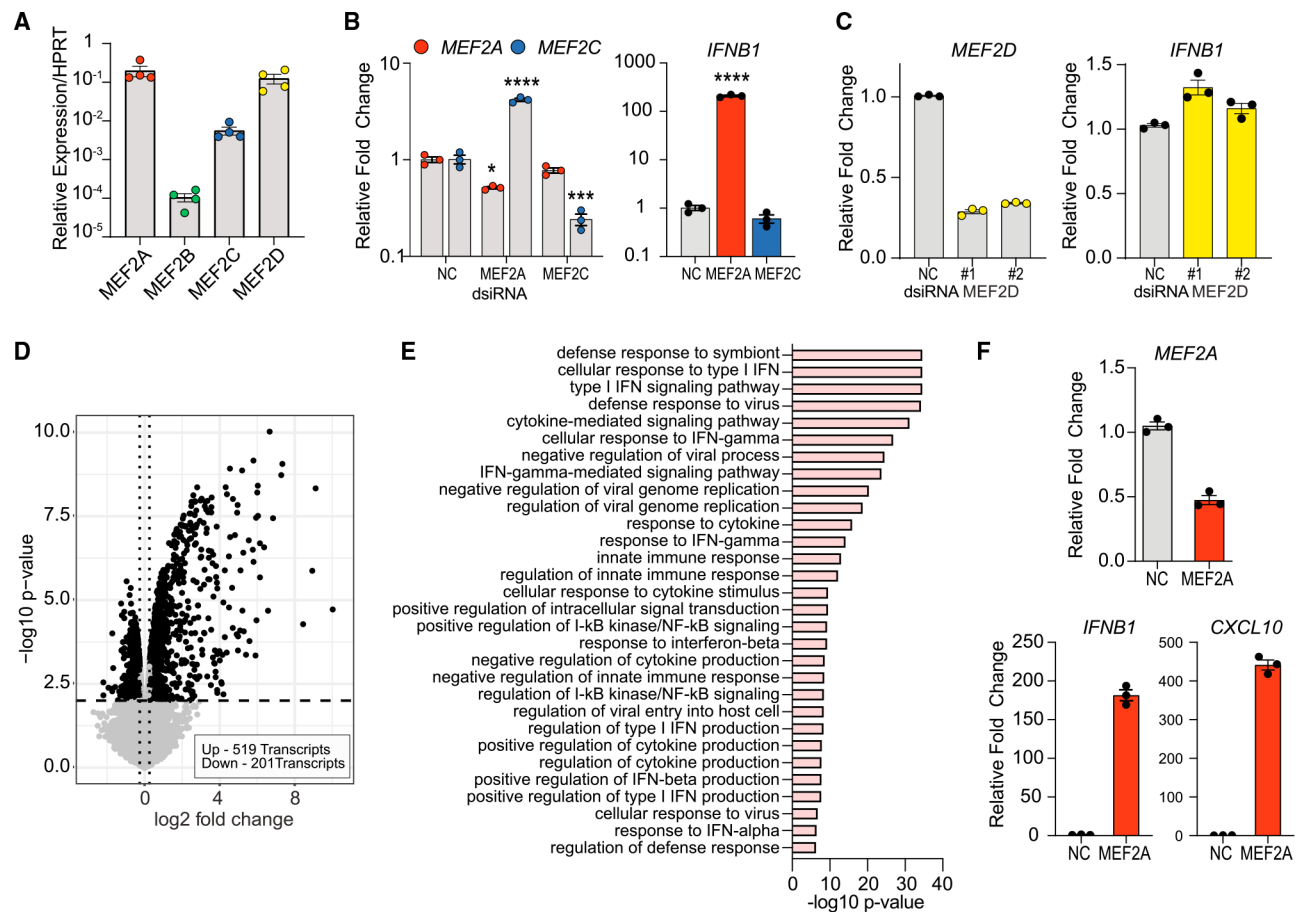 A
Relative Expression/HPRT
1
10-1
10-2
10-3
10-4
10-5
MEF2A
MEF2B
MEF2C
MEF2D
B
MEF2A
MEF2C
Relative Fold Change
10
1
0.1
*
****
***
NC
MEF2A
MEF2C
dsiRNA
IFNB1
1000
100
10
1
0.1
****
NC
MEF2A
MEF2C
C
MEF2D
Relative Fold Change
1.0
0.5
0.0
NC
#1
#2
dsiRNA MEF2D
IFNB1
1.5
1.0
0.5
0.0
NC
#1
#2
dsiRNA MEF2D
D
−log10 p−value
10.0
7.5
5.0
2.5
0.0
Up - 519 Transcripts
Down - 201Transcripts
0
4
8
log2 fold change
E
defense response to symbiont
cellular response to type I IFN
type I IFN signaling pathway
defense response to virus
cytokine-mediated signaling pathway
cellular response to IFN-gamma
negative regulation of viral process
IFN-gamma-mediated signaling pathway
negative regulation of viral genome replication
regulation of viral genome replication
response to cytokine
response to IFN-gamma
innate immune response
regulation of innate immune response
cellular response to cytokine stimulus
positive regulation of intracellular signal transduction
positive regulation of I-kB kinase/NF-kB signaling
response to interferon-beta
negative regulation of cytokine production
negative regulation of innate immune response
regulation of I-kB kinase/NF-kB signaling
regulation of viral entry into host cell
regulation of type I IFN production
positive regulation of cytokine production
regulation of cytokine production
positive regulation of IFN-beta production
positive regulation of type I IFN production
cellular response to virus
response to IFN-alpha
regulation of defense response
0
10
20
30
40
-log10 p-value
F
MEF2A
Relative Fold Change
1.5
1.0
0.5
0.0
NC
MEF2A
IFNB1
Relative Fold Change
250
200
150
100
50
0
NC
MEF2A
CXCL10
500
400
300
200
100
0
NC
MEF2A